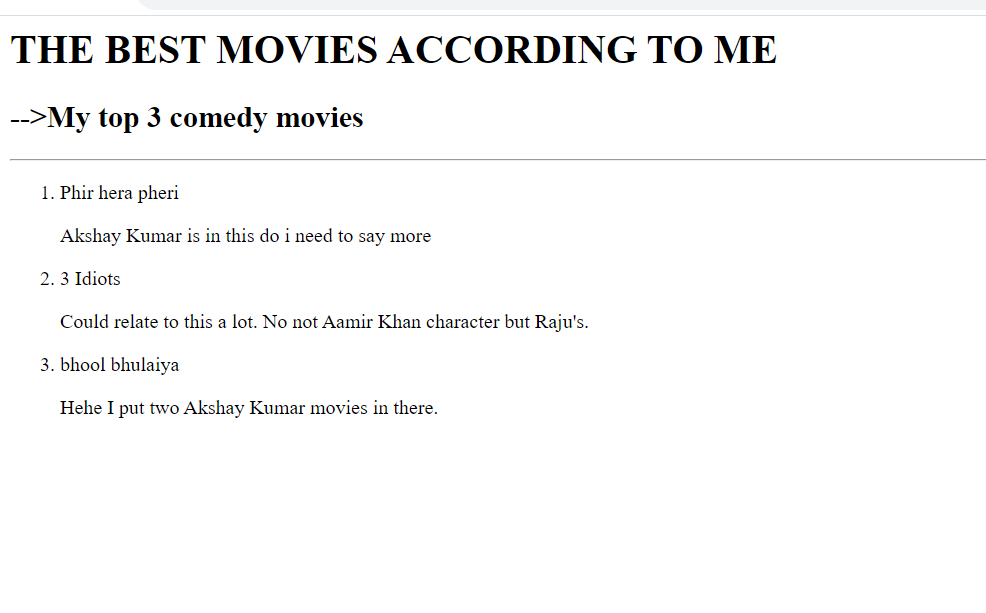 THE BEST MOVIES ACCORDING TO ME
-->My top 3 comedy movies
1. Phir hera pheri
Akshay Kumar is in this do i need to say more
2. 3 Idiots
Could relate to this a lot. No not Aamir Khan character but Raju's.
3. bhool bhulaiya
Hehe I put two Akshay Kumar movies in there.